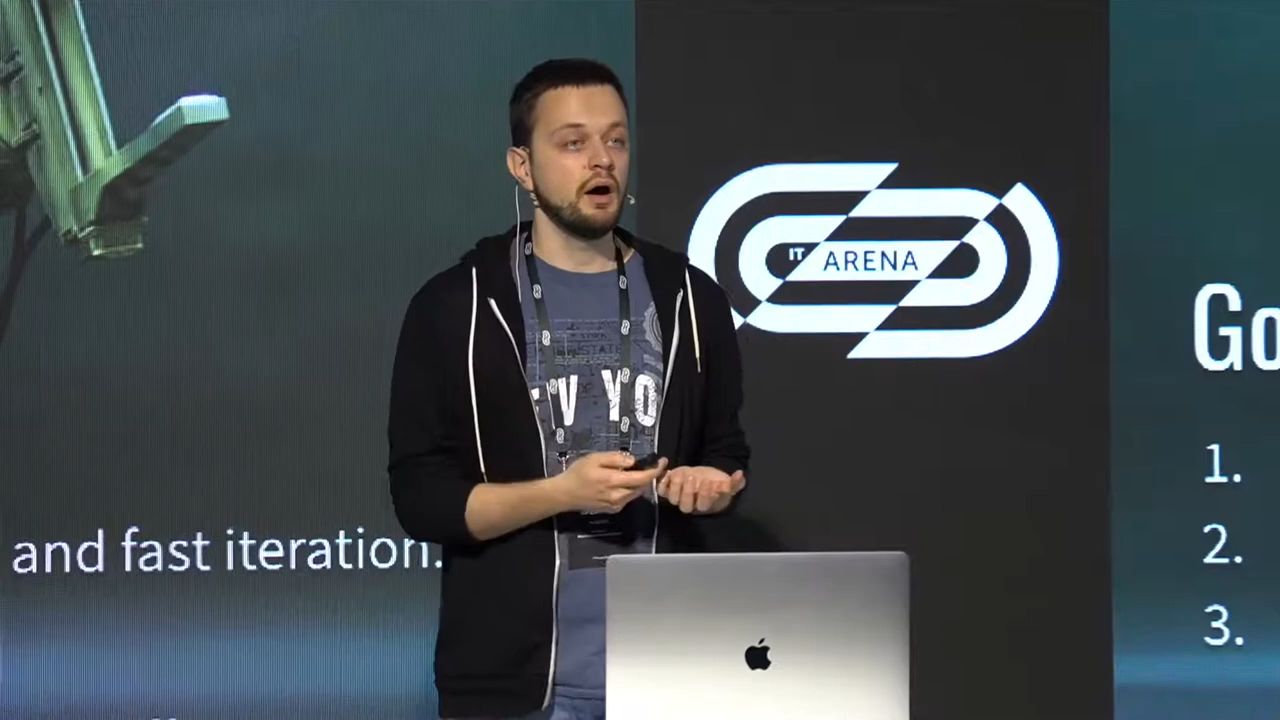 IT ARENA
Go
1.
and fast iteration.
2.
3.